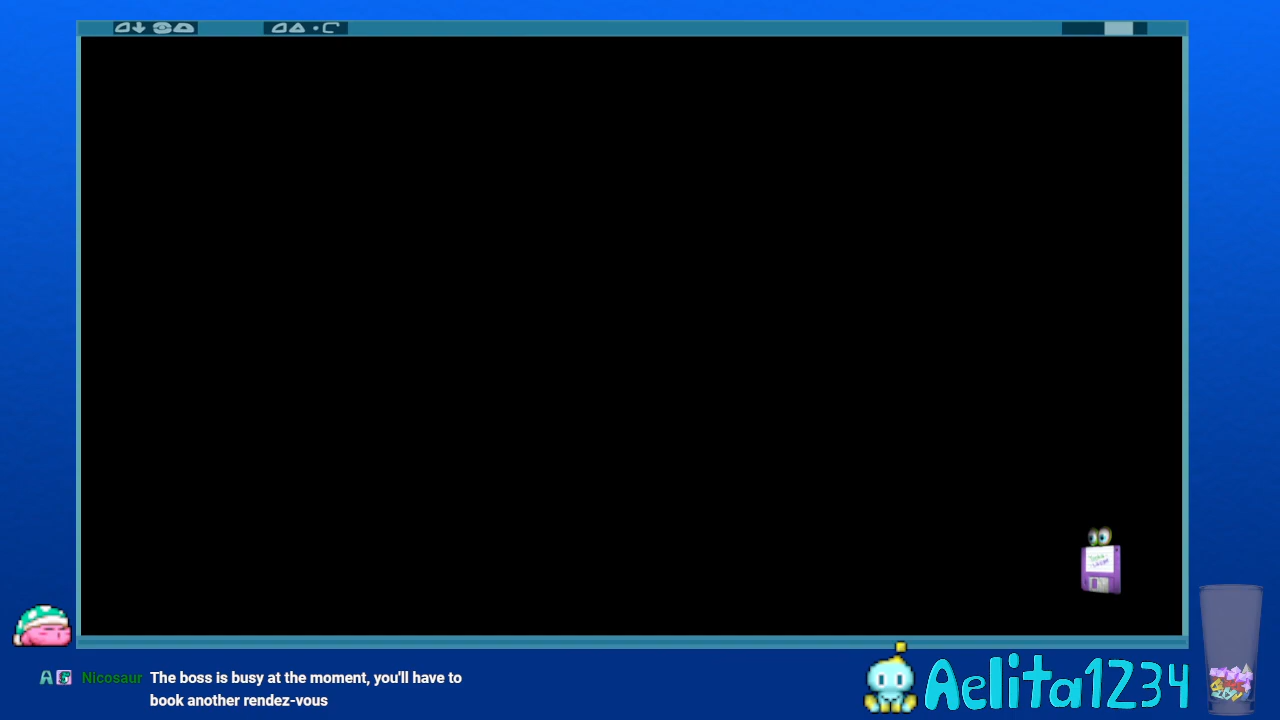 Nicosaur The boss is busy at the moment, you'll have to
book another rendez-vous
Aelita1234